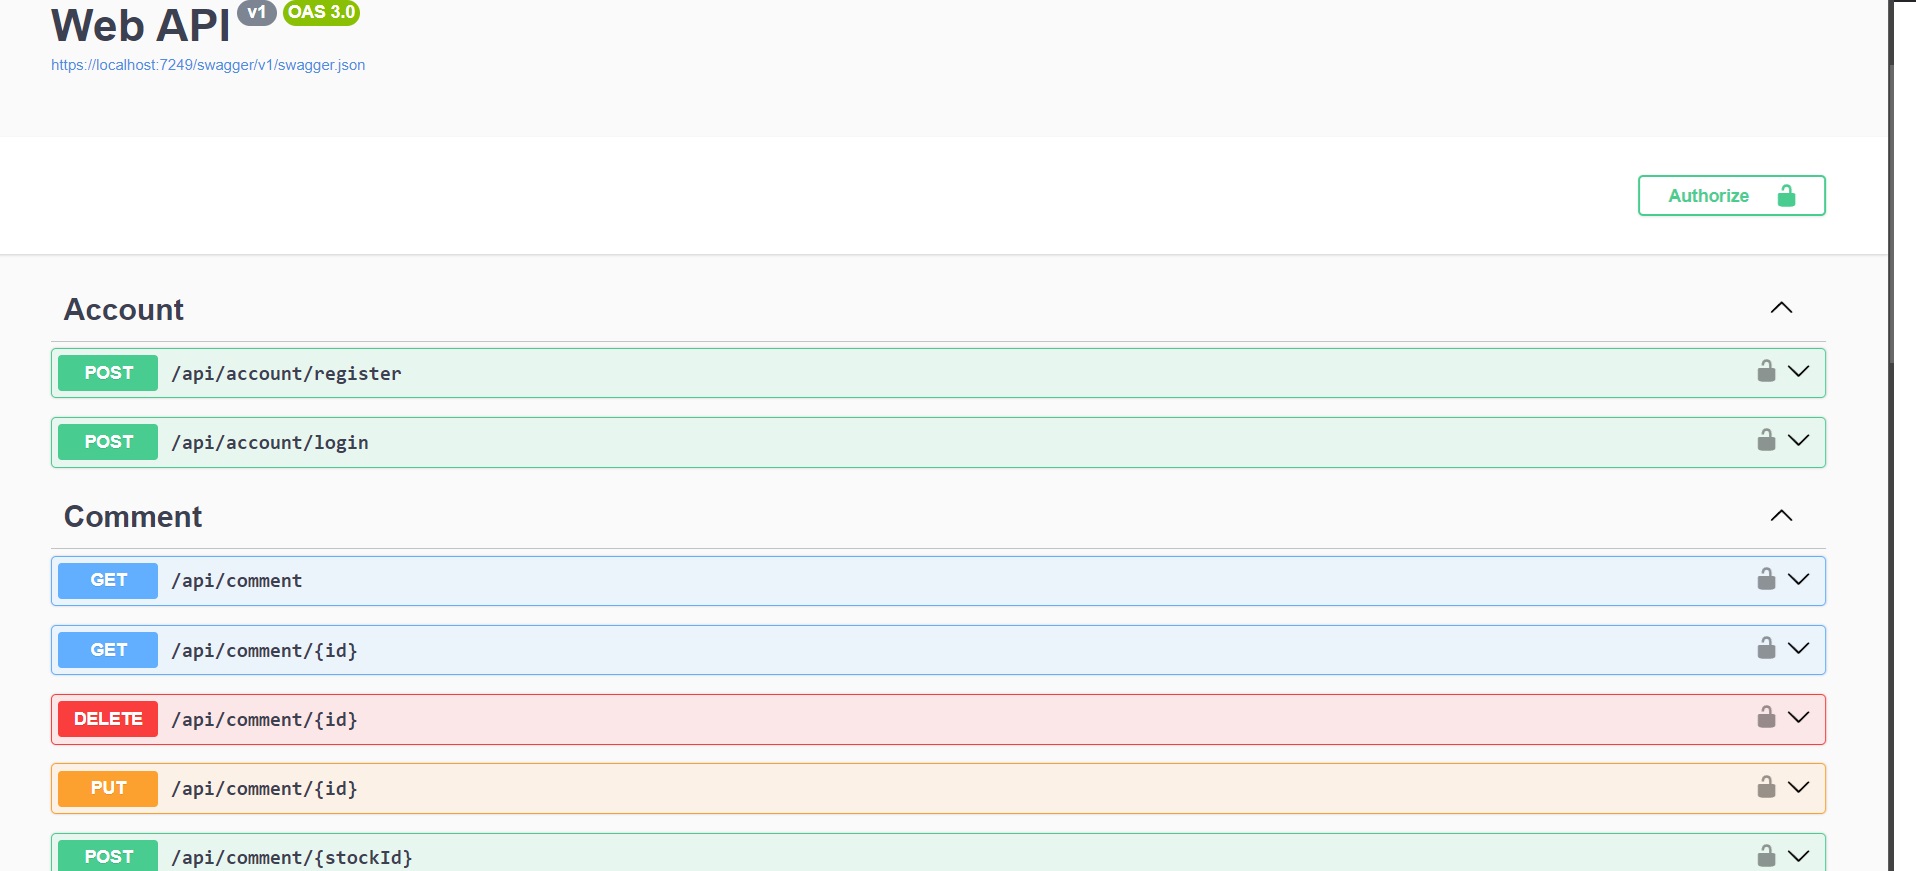 Web API v1 OAS 3.0
https://localhost:7249/swagger/v1/swagger.json
Authorize
Account
POST /api/account/register
POST /api/account/login
Comment
GET /api/comment
GET /api/comment/{id}
DELETE /api/comment/{id}
PUT /api/comment/{id}
POST /api/comment/{stockId}